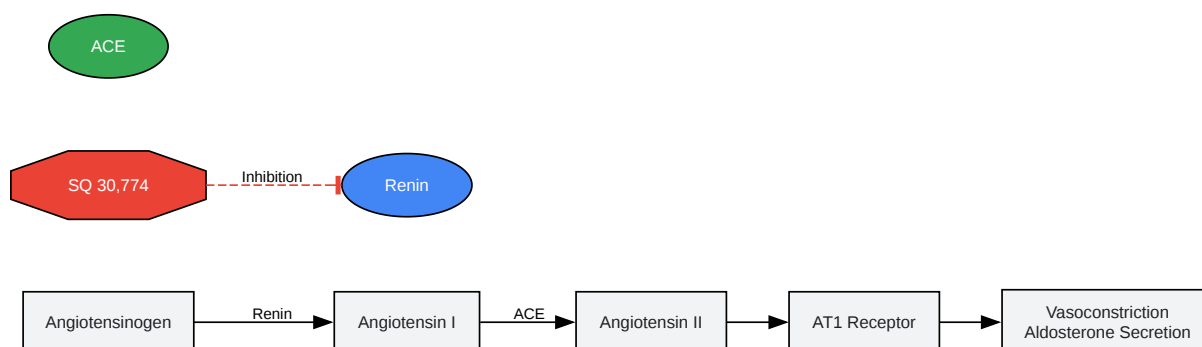 ACE
SQ 30,774
Inhibition
Renin
Angiotensinogen
Renin
Angiotensin I
ACE
Angiotensin II
AT1 Receptor
Vasoconstriction
Aldosterone Secretion